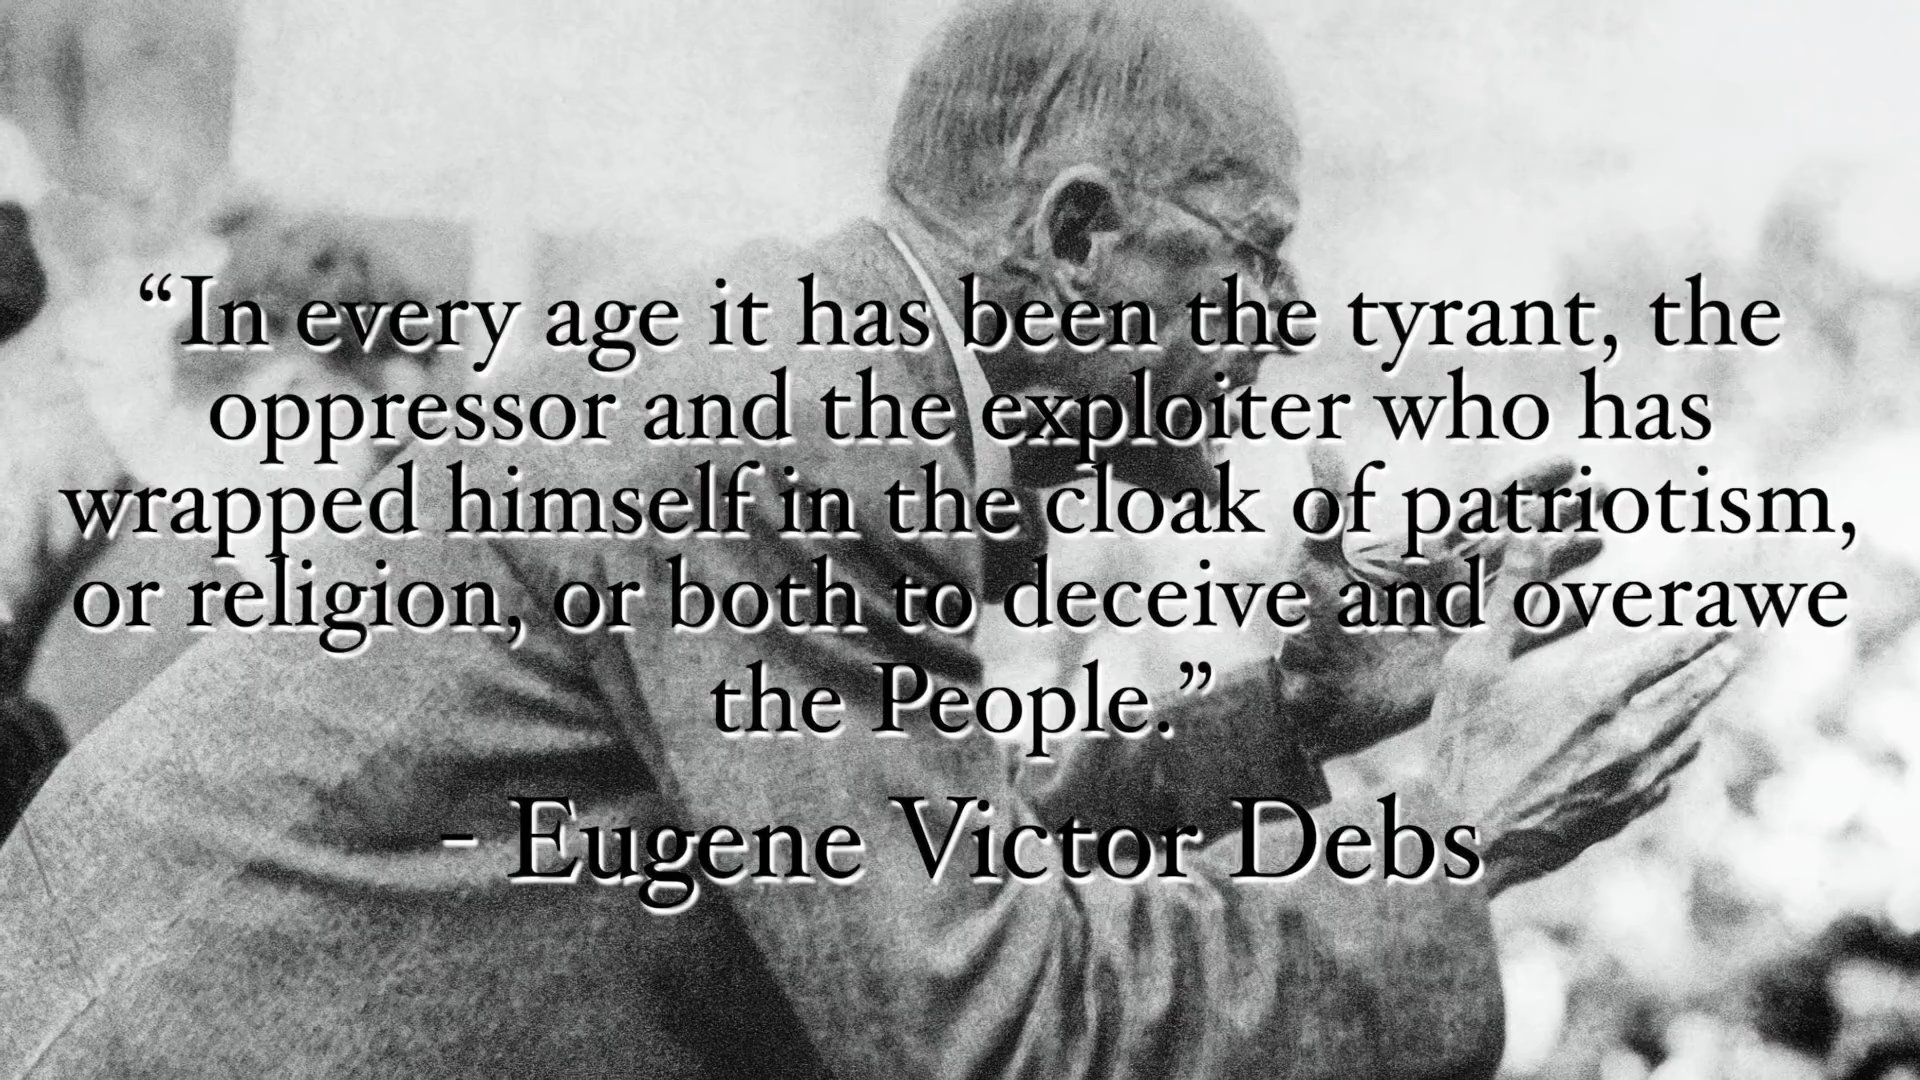 “In every age it has been the tyrant, the
oppressor and the exploiter who has
wrapped himself in the cloak of patriotism,
or religion, or both to deceive and overawe
the People.”
- Eugene Victor Debs